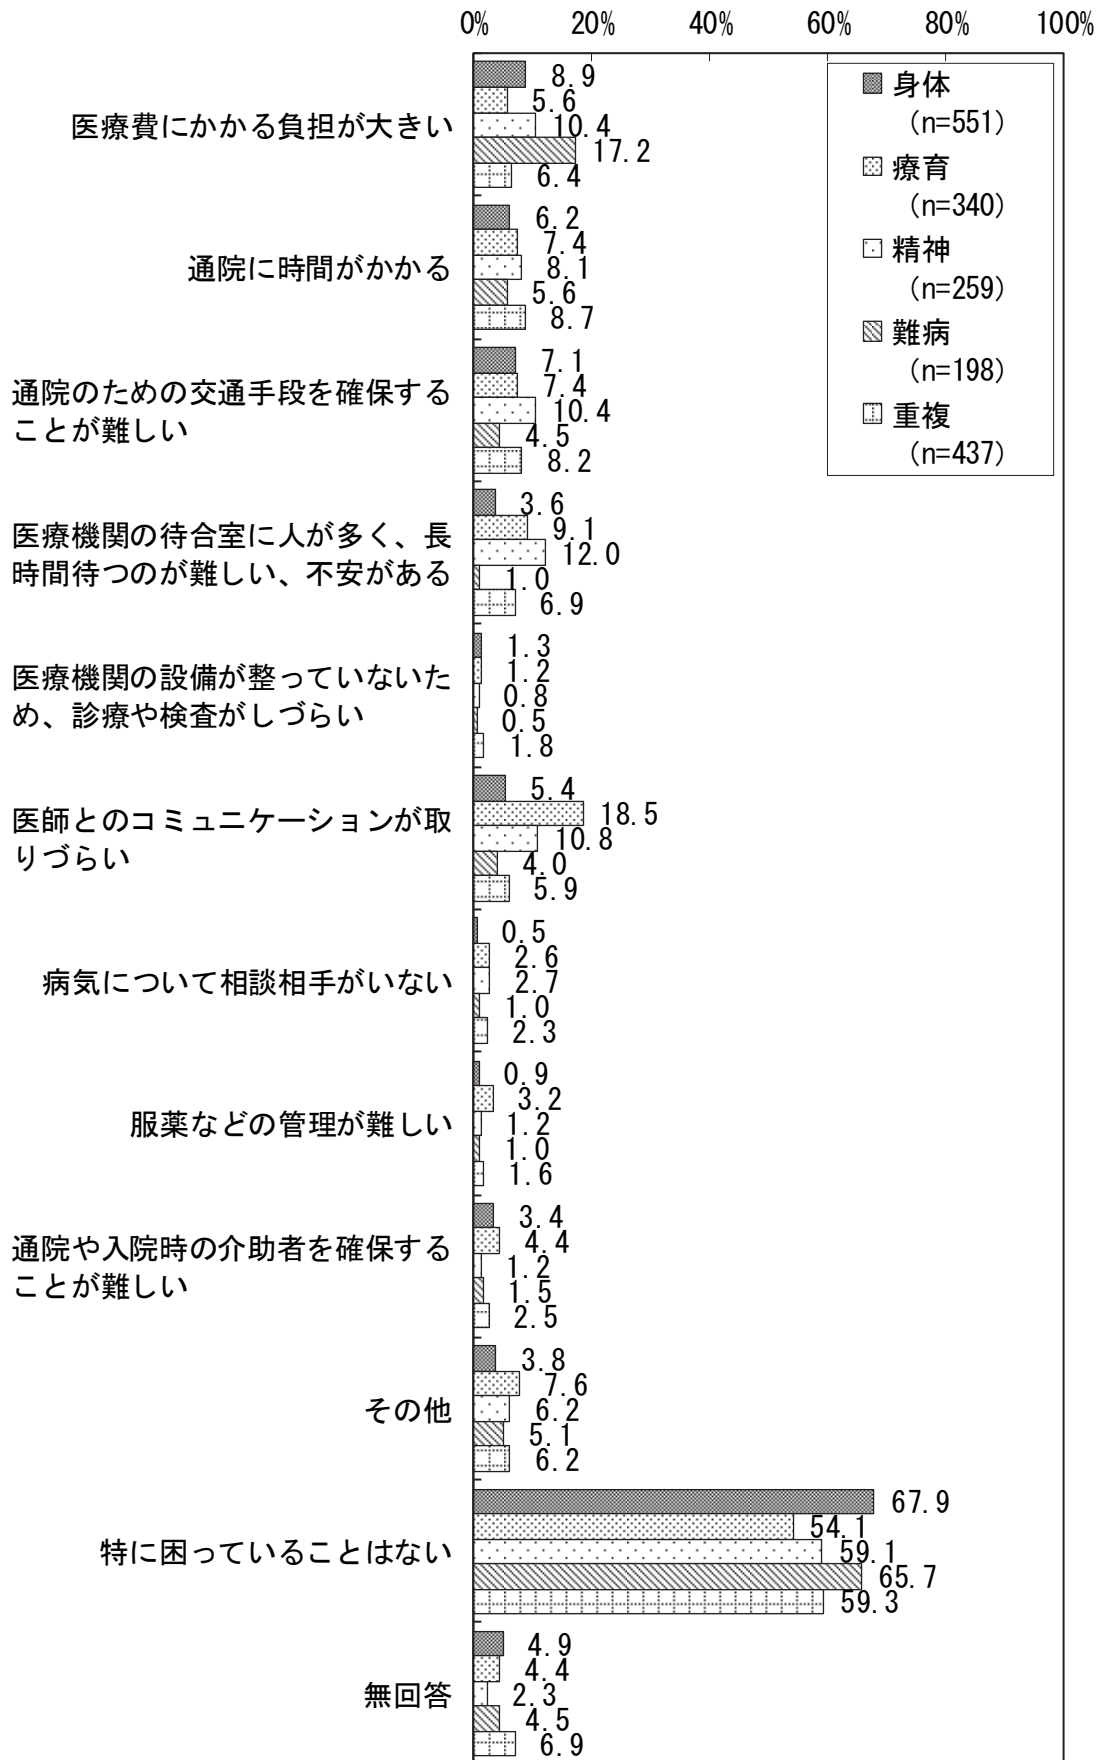 0% 20% 40% 60% 80% 100%
身体
(n=551)
療育
(n=340)
精神
(n=259)
難病
(n=198)
重複
(n=437)
医療費にかかる負担が大きい
8.9
5.6
10.4
17.2
6.4
通院に時間がかかる
6.2
7.4
8.1
5.6
8.7
通院のための交通手段を確保する
ことが難しい
7.1
7.4
10.4
4.5
8.2
医療機関の待合室に人が多く、長
時間待つのが難しい、不安がある
3.6
9.1
12.0
1.0
6.9
医療機関の設備が整っていないた
め、診療や検査がしづらい
1.3
1.2
0.8
0.5
1.8
医師とのコミュニケーションが取
りづらい
5.4
18.5
10.8
4.0
5.9
病気について相談相手がいない
0.5
2.6
2.7
1.0
2.3
服薬などの管理が難しい
0.9
3.2
1.2
1.0
1.6
通院や入院時の介助者を確保する
ことが難しい
3.4
4.4
1.2
1.5
2.5
その他
3.8
7.6
6.2
5.1
6.2
特に困っていることはない
67.9
54.1
59.1
65.7
59.3
無回答
4.9
4.4
2.3
4.5
6.9